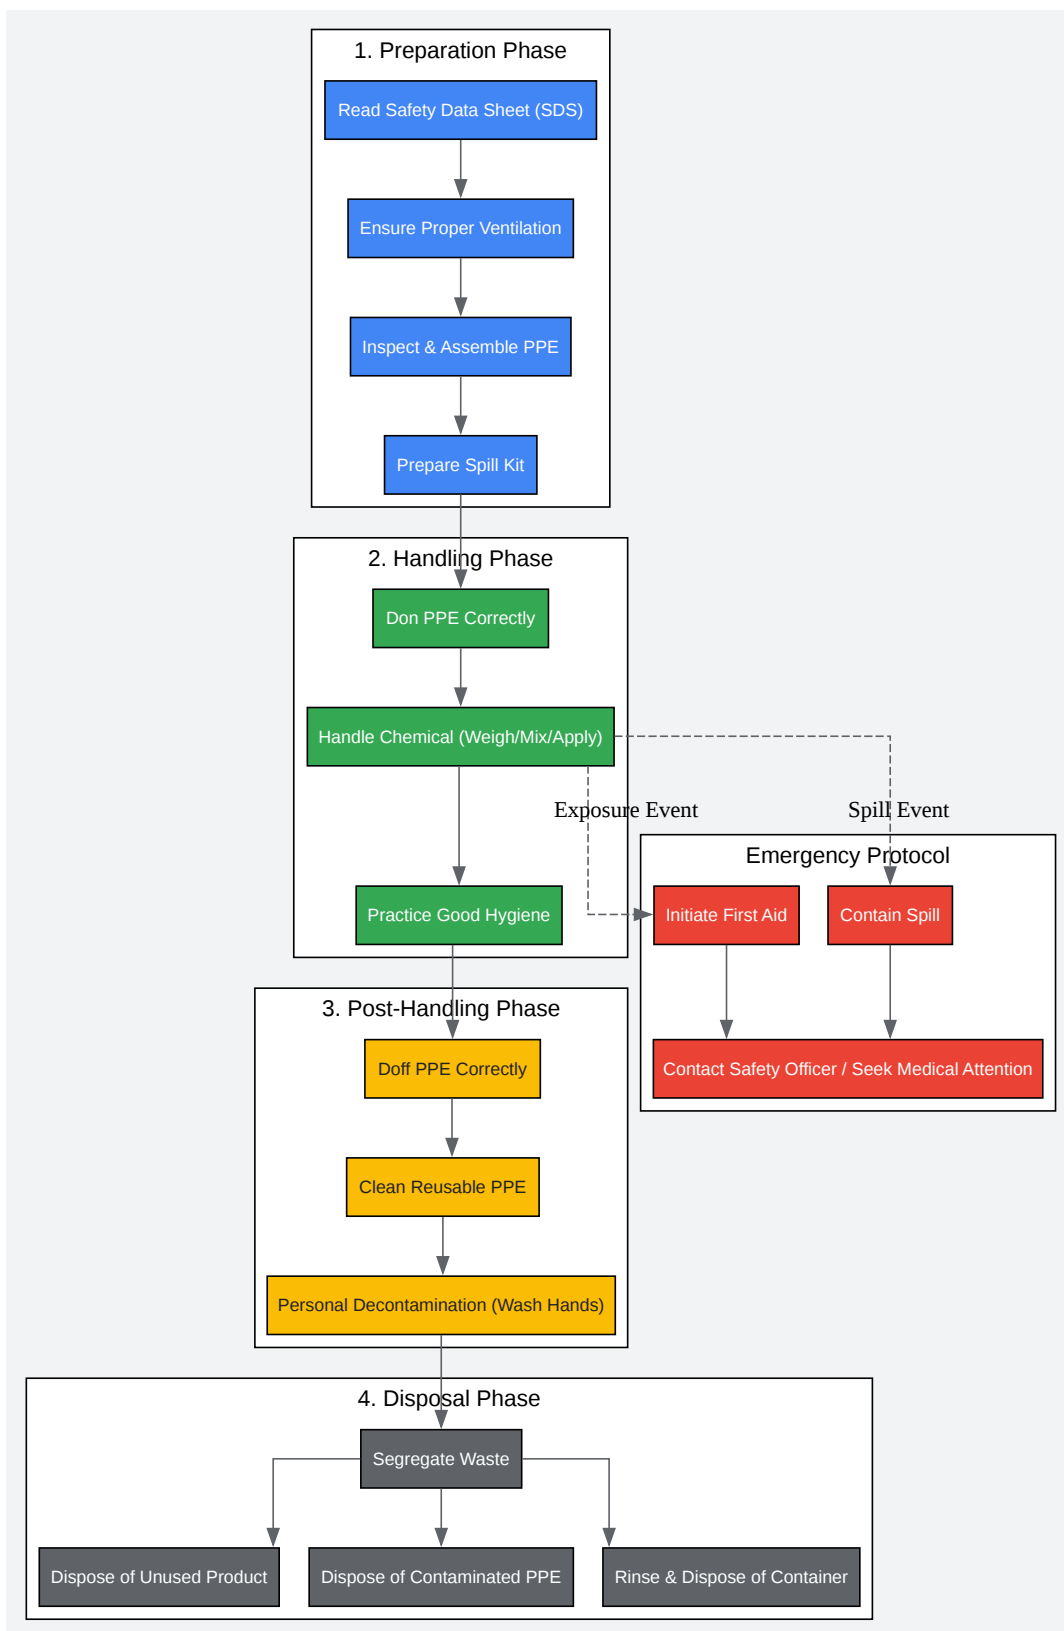 1. Preparation Phase
Read Safety Data Sheet (SDS)
Ensure Proper Ventilation
Inspect & Assemble PPE
Prepare Spill Kit
2. Handling Phase
Don PPE Correctly
Handle Chemical (Weigh/Mix/Apply)
Exposure Event
Spill Event
Practice Good Hygiene
Emergency Protocol
Initiate First Aid
Contain Spill
Contact Safety Officer / Seek Medical Attention
3. Post-Handling Phase
Doff PPE Correctly
Clean Reusable PPE
Personal Decontamination (Wash Hands)
4. Disposal Phase
Segregate Waste
Dispose of Unused Product
Dispose of Contaminated PPE
Rinse & Dispose of Container